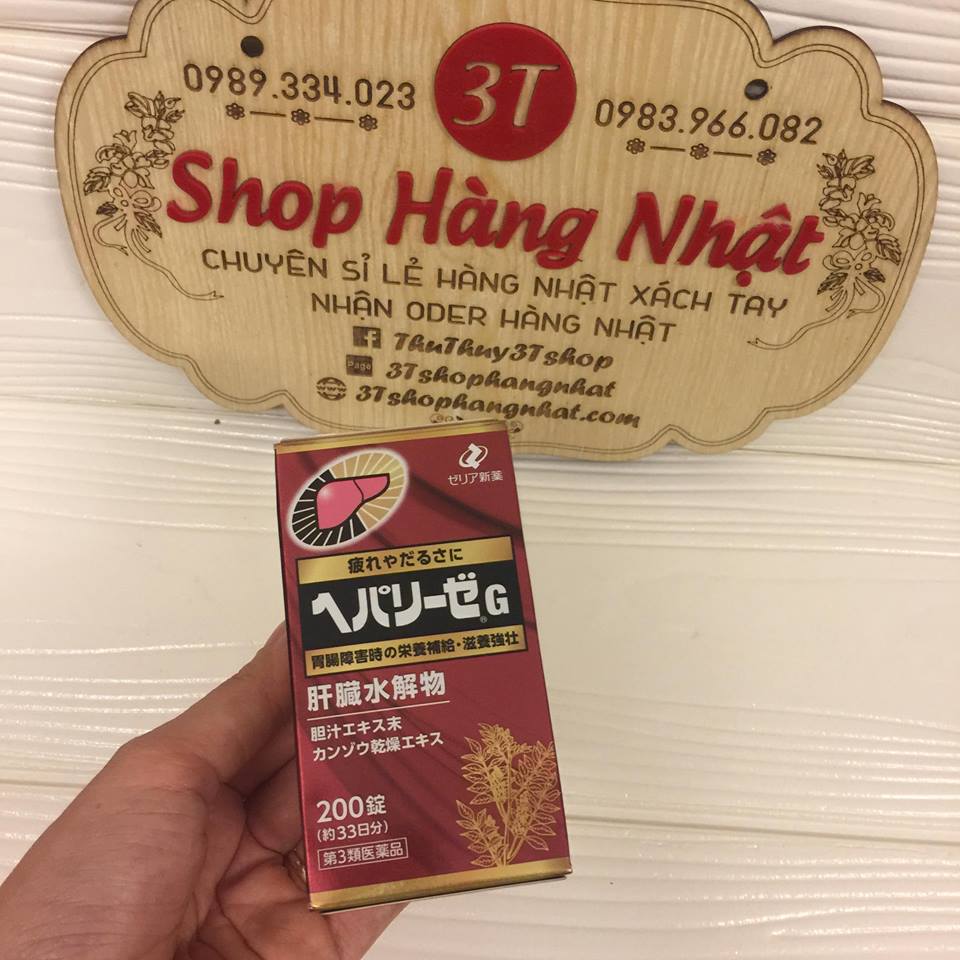 0989.334.023
3T
0983.966.082
Shop Hàng Nhật
CHUYÊN SỈ LẺ HÀNG NHẬT XÁCH TAY
NHẬN ODER HÀNG NHẬT
f ThuThuy3Tshop
Page 3Tshophangnhat
www 3Tshophangnhat.com
ゼリア新薬
疲れやだるさに
ヘパリーゼ®G
胃腸障害時の栄養補給・滋養強壮
肝臓水解物
胆汁エキス末
カンゾウ乾燥エキス
200錠
(約33日分)
第3類医薬品